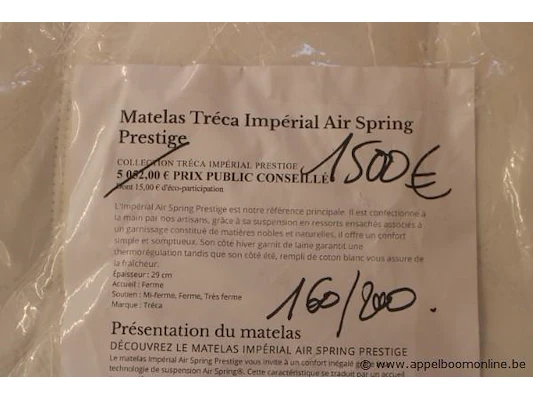 Matelas Tréca Impérial Air Spring
Prestige
COLLECTION TRÉCA IMPÉRIAL PRESTIGE
1500€
5 082,00 € PRIX PUBLIC CONSEILLÉ
Dont 15,00 € d'éco-participation
L'Impérial Air Spring Prestige est notre référence principale. Il est confectionné à
la main par nos artisans, grâce à sa suspension en ressorts ensachés associés à
un garnissage constitué de matières nobles et naturelles, il offre un confort
simple et somptueux. Son côté hiver garnit de laine garantit une
thermorégulation tandis que son côté été, rempli de coton blanc vous assure de
la fraîcheur.
Épaisseur : 29 cm
Accueil : Ferme
Soutien : Mi-ferme, Ferme, Très ferme
Marque : Tréca
160/200.
Présentation du matelas
DÉCOUVREZ LE MATELAS IMPÉRIAL AIR SPRING PRESTIGE
Le matelas Impérial Air Spring Prestige vous invite à un confort inégalé
technologie de suspension Air Spring®. Cette caractéristique se traduit par un accueil
© www.appelboomonline.be